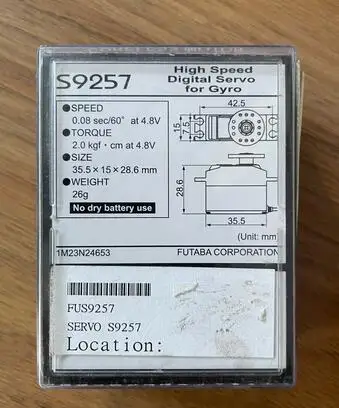 S9257
High Speed
Digital Servo
for Gyro
●SPEED
0.08 sec/60° at 4.8V
●TORQUE
2.0 kgf・cm at 4.8V
●SIZE
35.5×15×28.6 mm
●WEIGHT
26g
No dry battery use
42.5
15
7.5
28.6
35.5
(Unit: mm)
1M23N24653
FUTABA CORPORATION
FUS9257
SERVO S9257
Location: